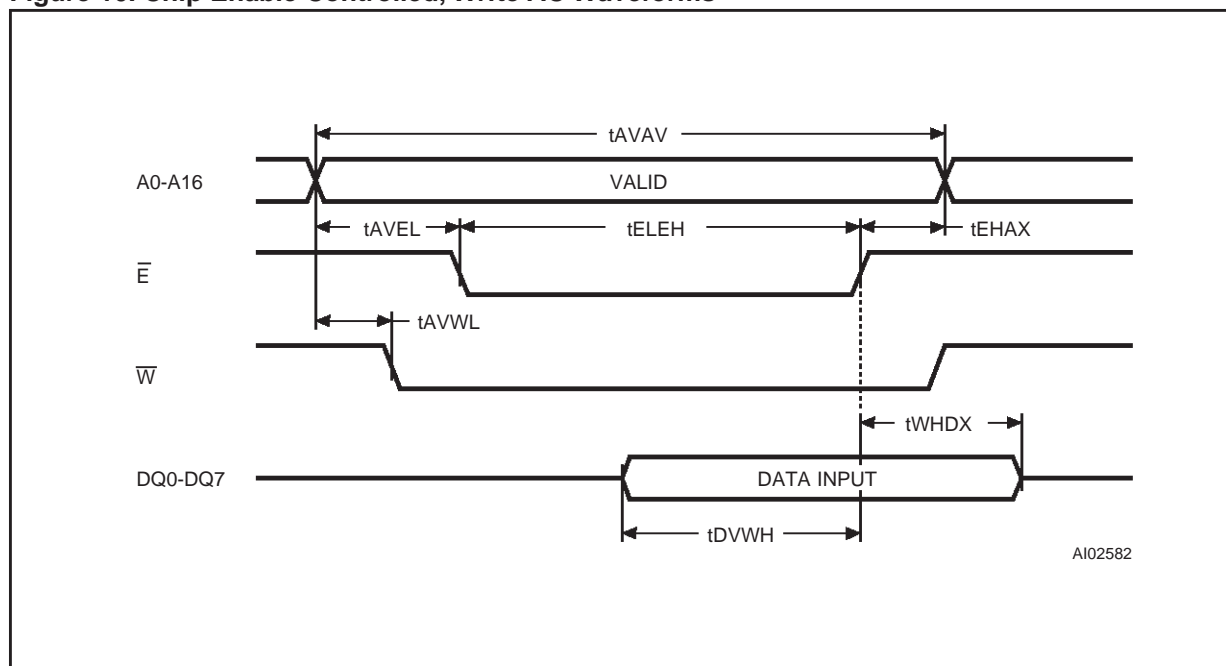 tAVAV
A0-A16
VALID
tAVEL
tELEH
tEHAX
E
tAVWL
W
tWHDX
DQ0-DQ7
DATA INPUT
tDVWH
AI02582